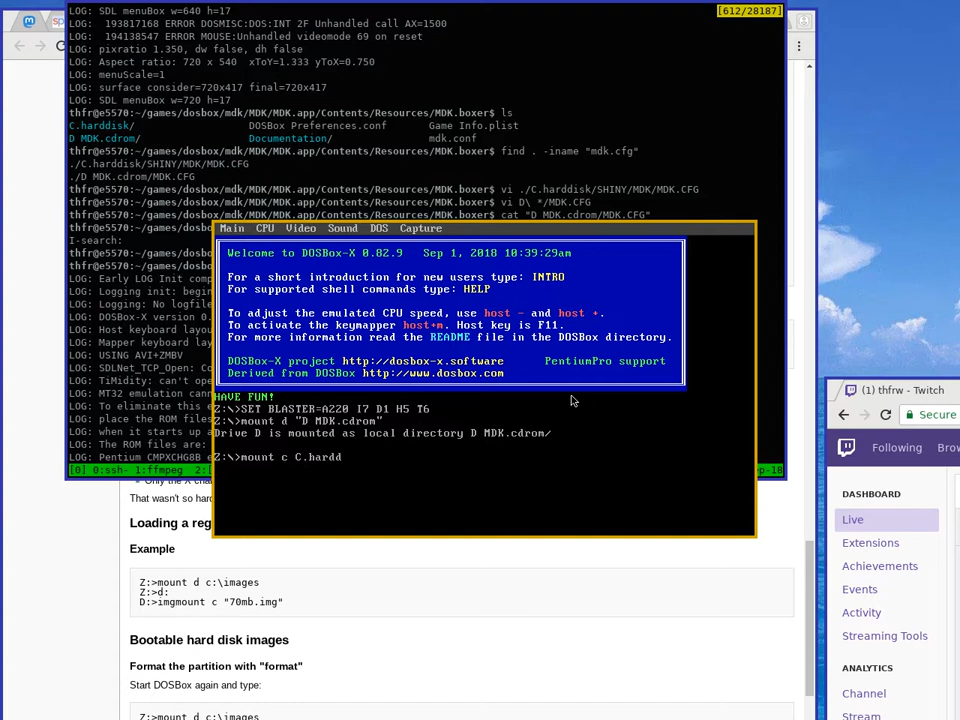 LOG: SDL menuBox w=640 h=17
LOG:  193817168 ERROR DOSMISC:DOS:INT 2F Unhandled call AX=1500
LOG:  194138547 ERROR MOUSE:Unhandled videomode 69 on reset
LOG: pixratio 1.350, dw false, dh false
LOG: Aspect ratio: 720 x 540  xToY=1.333 yToX=0.750
LOG: menuScale=1
LOG: surface consider=720x417 final=720x417
LOG: SDL menuBox w=720 h=17
[612/28187]
thfr@e5570:~/games/dosbox/mdk/MDK.app/Contents/Resources/MDK.boxer$ ls
C.harddisk/ DOSBox Preferences.conf Game Info.plist
D MDK.cdrom/ Documentation/ mdk.conf
thfr@e5570:~/games/dosbox/mdk/MDK.app/Contents/Resources/MDK.boxer$ find . -iname "mdk.cfg"
./C.harddisk/SHINY/MDK/MDK.CFG
./D MDK.cdrom/MDK.CFG
thfr@e5570:~/games/dosbox/mdk/MDK.app/Contents/Resources/MDK.boxer$ vi ./C.harddisk/SHINY/MDK/MDK.CFG
thfr@e5570:~/games/dosbox/mdk/MDK.app/Contents/Resources/MDK.boxer$ vi D\ */MDK.CFG
thfr@e5570:~/games/dosbox/mdk/MDK.app/Contents/Resources/MDK.boxer$ cat "D MDK.cdrom/MDK.CFG"
I-search:
LOG: Early LOG Init comp
LOG: Logging init: begin
LOG: Logging: No logfile
LOG: DOSBox-X version 0.
LOG: Host keyboard layou
LOG: Mapper keyboard lay
LOG: USING AVI+ZMBV
LOG: SDLNet_TCP_Open: Co
LOG: TiMidity: can't ope
LOG: MT32 emulation cann
LOG: To eliminate this e
LOG: place the ROM files
LOG: when it starts up a
LOG: The ROM files are:
LOG: Pentium CMPXCHG8B e
[0] 0:ssh- 1:ffmpeg  2:[
ep-18
Main CPU Video Sound DOS Capture
Welcome to DOSBox-X 0.82.9   Sep 1, 2018 10:39:29am
For a short introduction for new users type: INTRO
For supported shell commands type: HELP
To adjust the emulated CPU speed, use host - and host +.
To activate the keymapper host+m. Host key is F11.
For more information read the README file in the DOSBox directory.
DOSBox-X project http://dosbox-x.software PentiumPro support
Derived from DOSBox http://www.dosbox.com
HAVE FUN!
Z:\>SET BLASTER=A220 I7 D1 H5 T6
Z:\>mount d "D MDK.cdrom"
Drive D is mounted as local directory D MDK.cdrom/
Z:\>mount c C.hardd
Only the X cha
That wasn't so hard
Loading a reg
Example
Z:>mount d c:\images
Z:>d:
D:>imgmount c "70mb.img"
Bootable hard disk images
Format the partition with "format"
Start DOSBox again and type:
Z:>mount d c:\images
(1) thfrw - Twitch
Secure
Following
Brow
DASHBOARD
Live
Extensions
Achievements
Events
Activity
Streaming Tools
ANALYTICS
Channel
Stream